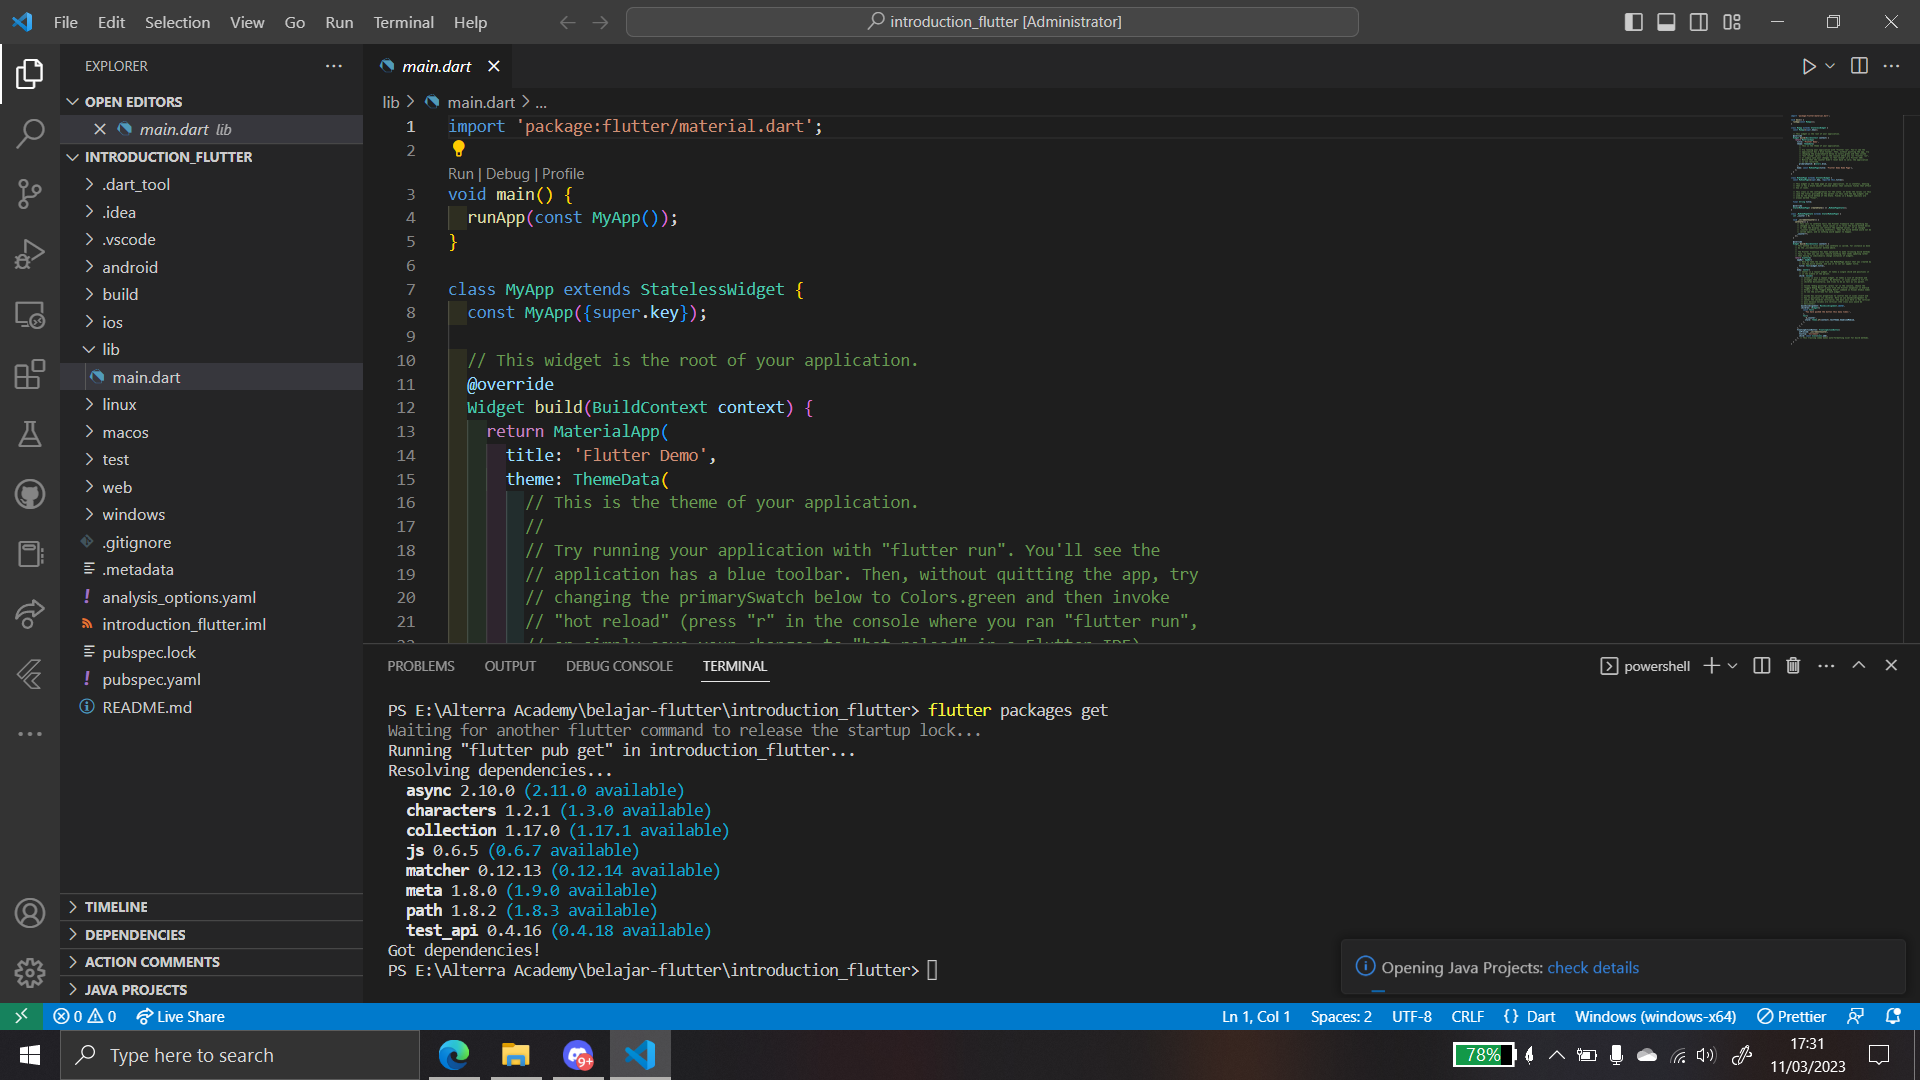 File Edit Selection View Go Run Terminal Help
introduction_flutter [Administrator]
EXPLORER
OPEN EDITORS
main.dart lib
INTRODUCTION_FLUTTER
.dart_tool
.idea
.vscode
android
build
ios
lib
main.dart
linux
macos
test
web
windows
.gitignore
.metadata
analysis_options.yaml
introduction_flutter.iml
pubspec.lock
pubspec.yaml
README.md
TIMELINE
DEPENDENCIES
ACTION COMMENTS
JAVA PROJECTS
main.dart
lib > main.dart > ...
1 import 'package:flutter/material.dart';
2
Run | Debug | Profile
3 void main() {
4 runApp(const MyApp());
5 }
6
7 class MyApp extends StatelessWidget {
8 const MyApp({super.key});
9
10 // This widget is the root of your application.
11 @override
12 Widget build(BuildContext context) {
13 return MaterialApp(
14 title: 'Flutter Demo',
15 theme: ThemeData(
16 // This is the theme of your application.
17 //
18 // Try running your application with "flutter run". You'll see the
19 // application has a blue toolbar. Then, without quitting the app, try
20 // changing the primarySwatch below to Colors.green and then invoke
21 // "hot reload" (press "r" in the console where you ran "flutter run",
PROBLEMS OUTPUT DEBUG CONSOLE TERMINAL
powershell
PS E:\Alterra Academy\belajar-flutter\introduction_flutter> flutter packages get
Waiting for another flutter command to release the startup lock...
Running "flutter pub get" in introduction_flutter...
Resolving dependencies...
async 2.10.0 (2.11.0 available)
characters 1.2.1 (1.3.0 available)
collection 1.17.0 (1.17.1 available)
js 0.6.5 (0.6.7 available)
matcher 0.12.13 (0.12.14 available)
meta 1.8.0 (1.9.0 available)
path 1.8.2 (1.8.3 available)
test_api 0.4.16 (0.4.18 available)
Got dependencies!
PS E:\Alterra Academy\belajar-flutter\introduction_flutter>
Opening Java Projects: check details
0 0 Live Share
Ln 1, Col 1 Spaces: 2 UTF-8 CRLF {} Dart Windows (windows-x64) Prettier
Type here to search
9+
78%
17:31
11/03/2023